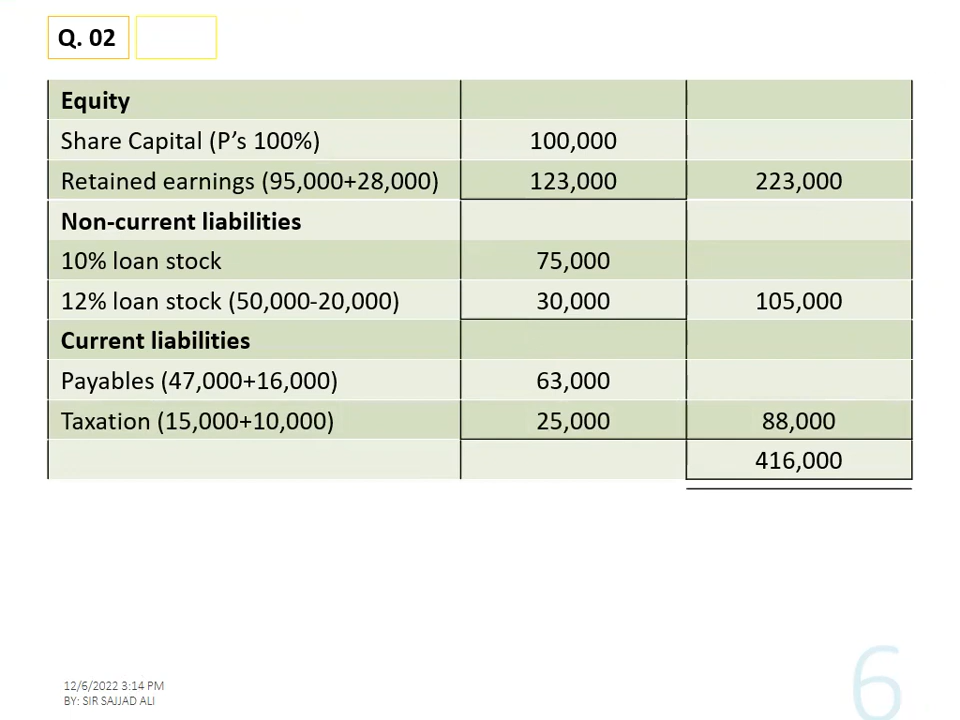 Q. 02
Equity
Share Capital (P's 100%) 100,000
Retained earnings (95,000+28,000) 123,000 223,000
Non-current liabilities
10% loan stock 75,000
12% loan stock (50,000-20,000) 30,000 105,000
Current liabilities
Payables (47,000+16,000) 63,000
Taxation (15,000+10,000) 25,000 88,000
416,000
12/6/2022 3:14 PM
BY: SIR SAJJAD ALI
6